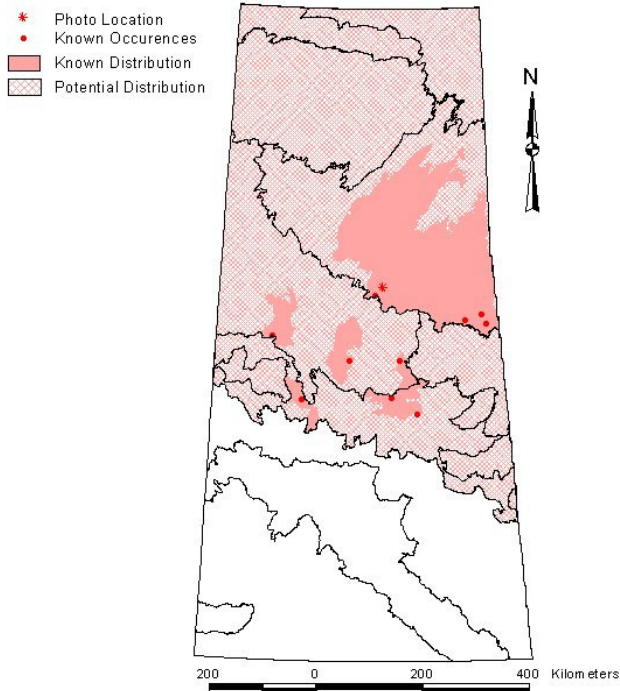 Photo Location
Known Occurences
Known Distribution
Potential Distribution
N
200 0 200 400 Kilometers